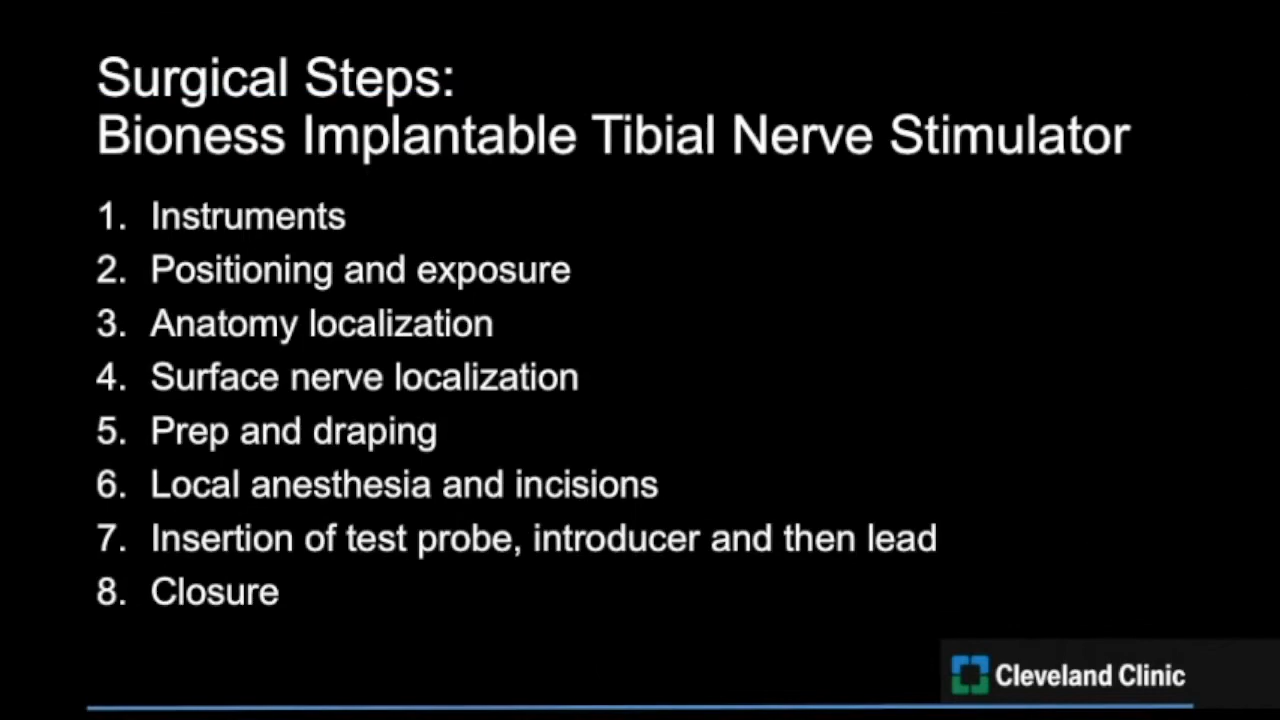 Surgical Steps:
Bioness Implantable Tibial Nerve Stimulator
1. Instruments
2. Positioning and exposure
3. Anatomy localization
4. Surface nerve localization
5. Prep and draping
6. Local anesthesia and incisions
7. Insertion of test probe, introducer and then lead
8. Closure
Cleveland Clinic